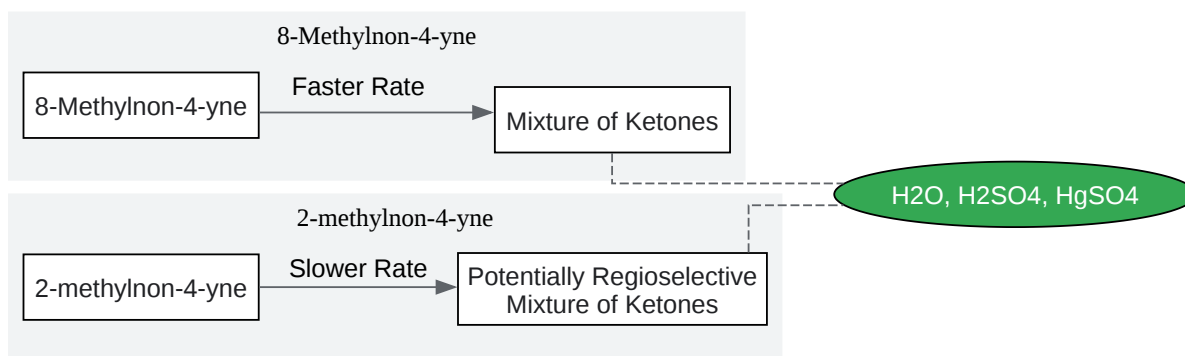 8-Methylnon-4-yne
8-Methylnon-4-yne
Faster Rate
Mixture of Ketones
H2O, H2SO4, HgSO4
2-methylnon-4-yne
2-methylnon-4-yne
Slower Rate
Potentially Regioselective
Mixture of Ketones